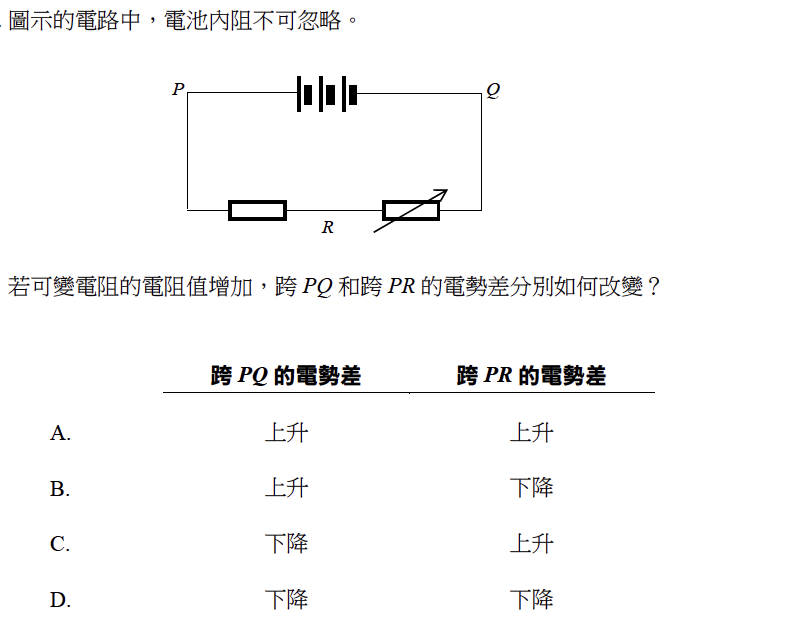 . 圖示的電路中，電池內阻不可忽略。
P
Q
R
若可變電阻的電阻值增加，跨 PQ 和跨 PR 的電勢差分別如何改變？
跨 PQ 的電勢差 跨 PR 的電勢差
A. 上升 上升
B. 上升 下降
C. 下降 上升
D. 下降 下降